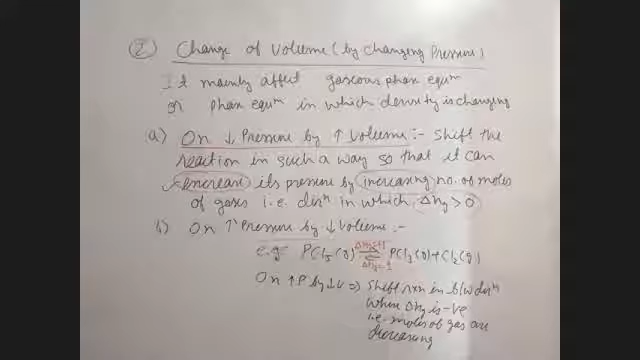 ② Change of Volume (by changing Pressure)
It mainly affect gaseous phase equm
or phase equm in which density is changing
a) On ↓ Pressure by ↑ Volume :- Shift the
reaction in such a way so that it can
increase its pressure by increasing no. of moles
of gases i.e. dirn in which Δng > 0
b) On ↑ Pressure by ↓ Volume :-
Δng=+1
e.g. PCl5(g) ⇌ PCl3(g) + Cl2(g)
Δng=-1
On ↑ P by ↓ V ⇒ Shift rxn in b/w dirn
where Δng is -ve
i.e. moles of gas are
decreasing